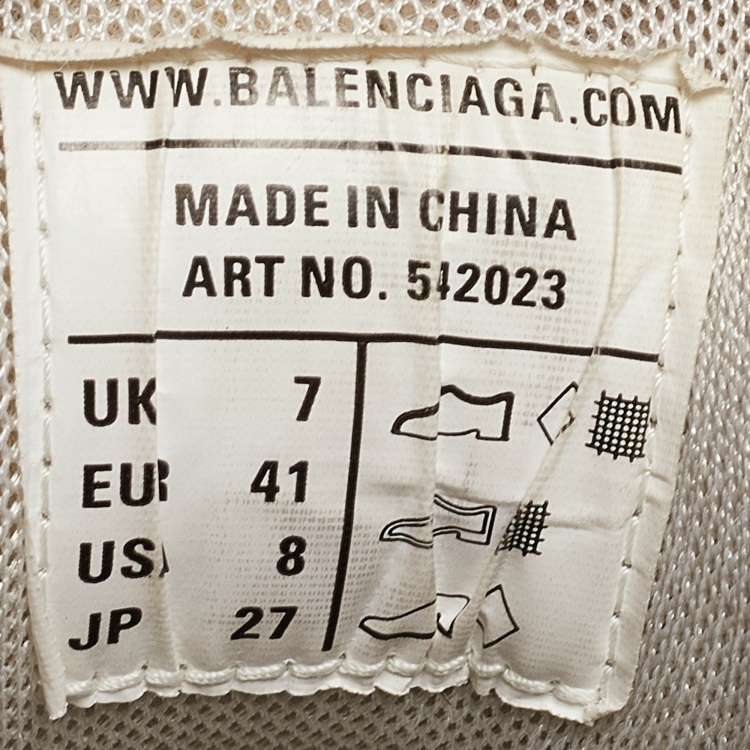 WWW.BALENCIAGA.COM
MADE IN CHINA
ART NO. 542023
UK 7
EUR 41
USA 8
JP 27